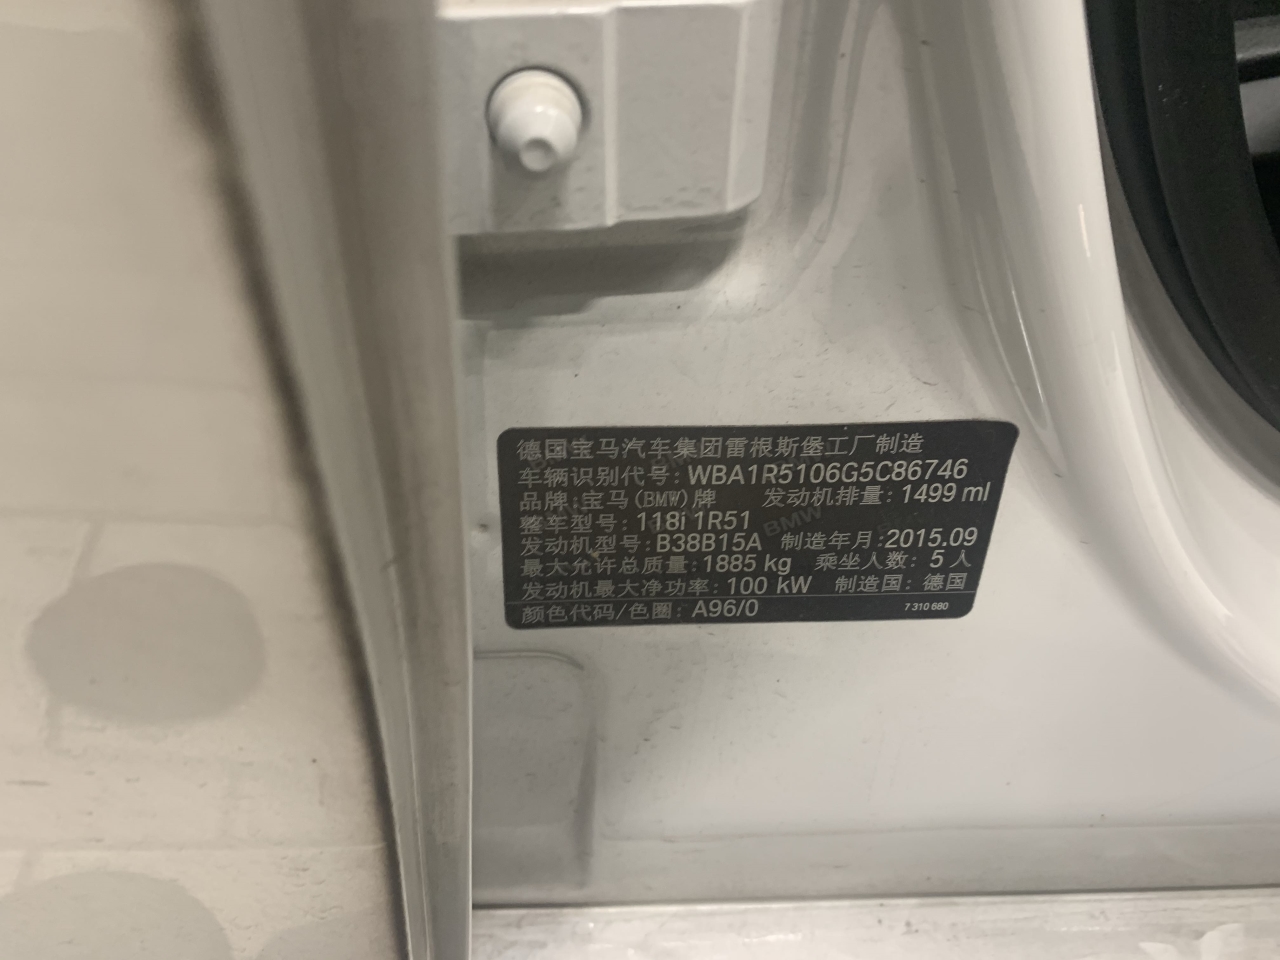 德国宝马汽车集团雷根斯堡工厂制造
车辆识别代号: WBA1R5106G5C86746
品牌:宝马(BMW)牌 发动机排量: 1499 ml
整车型号: 118i 1R51
发动机型号: B38B15A 制造年月:2015.09
最大允许总质量: 1885 kg 乘坐人数: 5 人
发动机最大净功率: 100 kW 制造国: 德国
颜色代码/色圈: A96/0 7 310 680